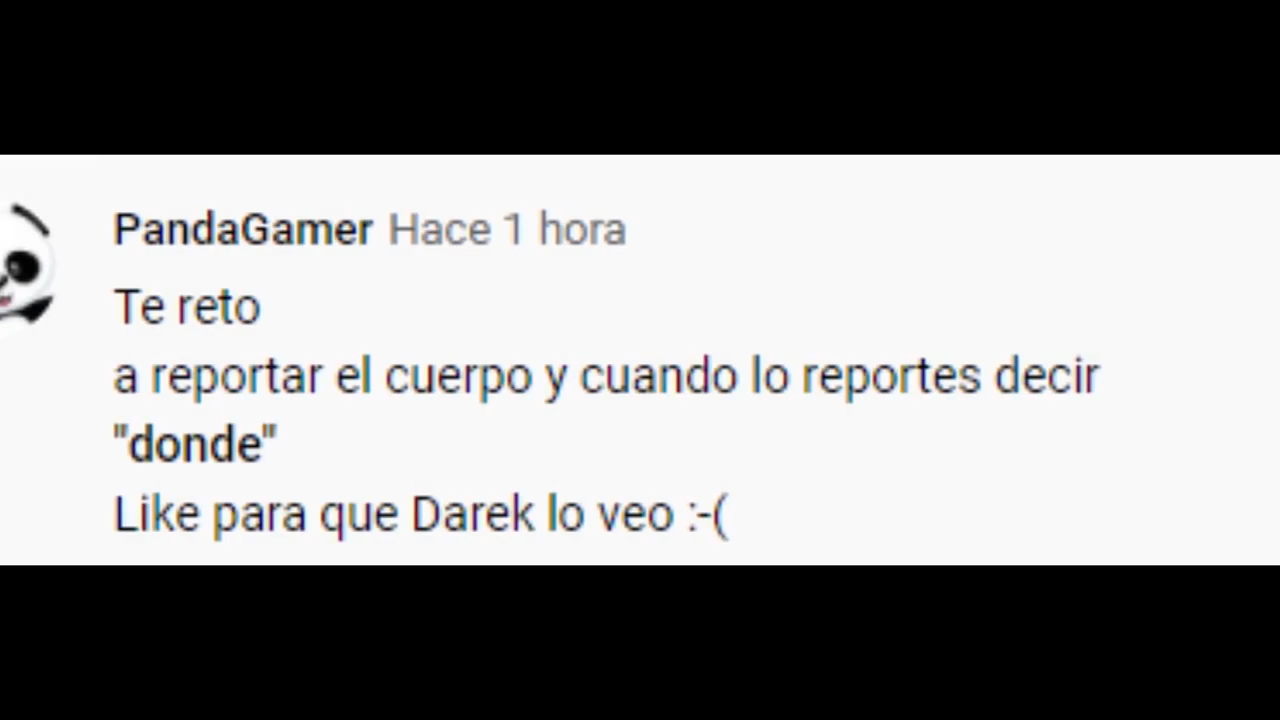 PandaGamer Hace 1 hora
Te reto
a reportar el cuerpo y cuando lo reportes decir
"donde"
Like para que Darek lo veo :-(